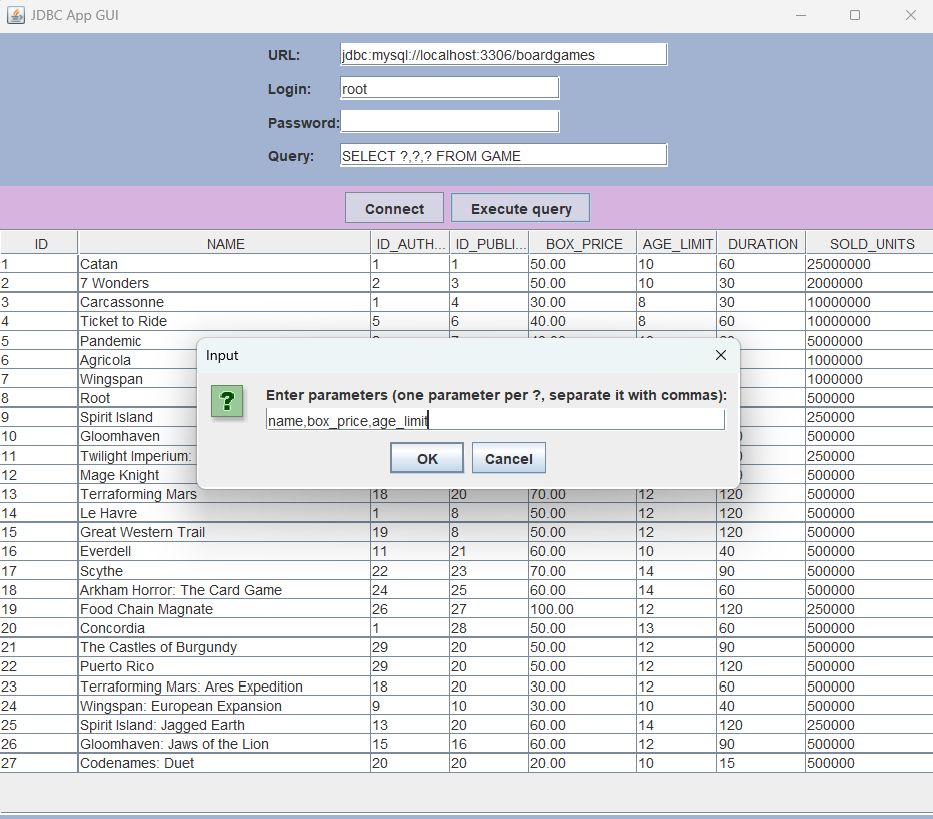 JDBC App GUI
URL: jdbc:mysql://localhost:3306/boardgames
Login: root
Password:
Query: SELECT ?,?,? FROM GAME
Connect Execute query
ID NAME ID_AUTH... ID_PUBLI... BOX_PRICE AGE_LIMIT DURATION SOLD_UNITS
1 Catan 1 1 50.00 10 60 25000000
2 7 Wonders 2 3 50.00 10 30 2000000
3 Carcassonne 1 4 30.00 8 30 10000000
4 Ticket to Ride 5 6 40.00 8 60 10000000
5 Pandemic 5000000
6 Agricola 1000000
7 Wingspan 1000000
8 Root 500000
9 Spirit Island 250000
10 Gloomhaven 500000
11 Twilight Imperium: 250000
12 Mage Knight 500000
Input
Enter parameters (one parameter per ?, separate it with commas):
name,box_price,age_limit
OK Cancel
13 Terraforming Mars 18 20 70.00 12 120 500000
14 Le Havre 1 8 50.00 12 120 500000
15 Great Western Trail 19 8 50.00 12 120 500000
16 Everdell 11 21 60.00 10 40 500000
17 Scythe 22 23 70.00 14 90 500000
18 Arkham Horror: The Card Game 24 25 60.00 14 60 500000
19 Food Chain Magnate 26 27 100.00 12 120 250000
20 Concordia 1 28 50.00 13 60 500000
21 The Castles of Burgundy 29 20 50.00 12 90 500000
22 Puerto Rico 29 20 50.00 12 120 500000
23 Terraforming Mars: Ares Expedition 18 20 30.00 12 60 500000
24 Wingspan: European Expansion 9 10 30.00 10 40 500000
25 Spirit Island: Jagged Earth 13 20 60.00 14 120 250000
26 Gloomhaven: Jaws of the Lion 15 16 60.00 12 90 500000
27 Codenames: Duet 20 20 20.00 10 15 500000